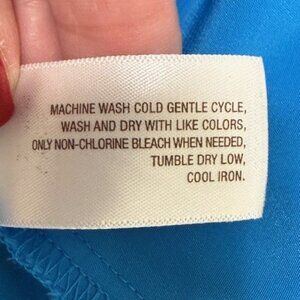 MACHINE WASH COLD GENTLE CYCLE,
WASH AND DRY WITH LIKE COLORS,
ONLY NON-CHLORINE BLEACH WHEN NEEDED,
TUMBLE DRY LOW,
COOL IRON.